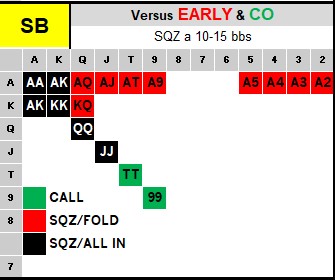 SB
Versus EARLY & CO
SQZ a 10-15 bbs
A K Q J T 9 8 7 6 5 4 3 2
A AA AK AQ AJ AT A9 A5 A4 A3 A2
K AK KK KQ
Q QQ
J JJ
T TT
9 CALL 99
8 SQZ/FOLD
SQZ/ALL IN
7